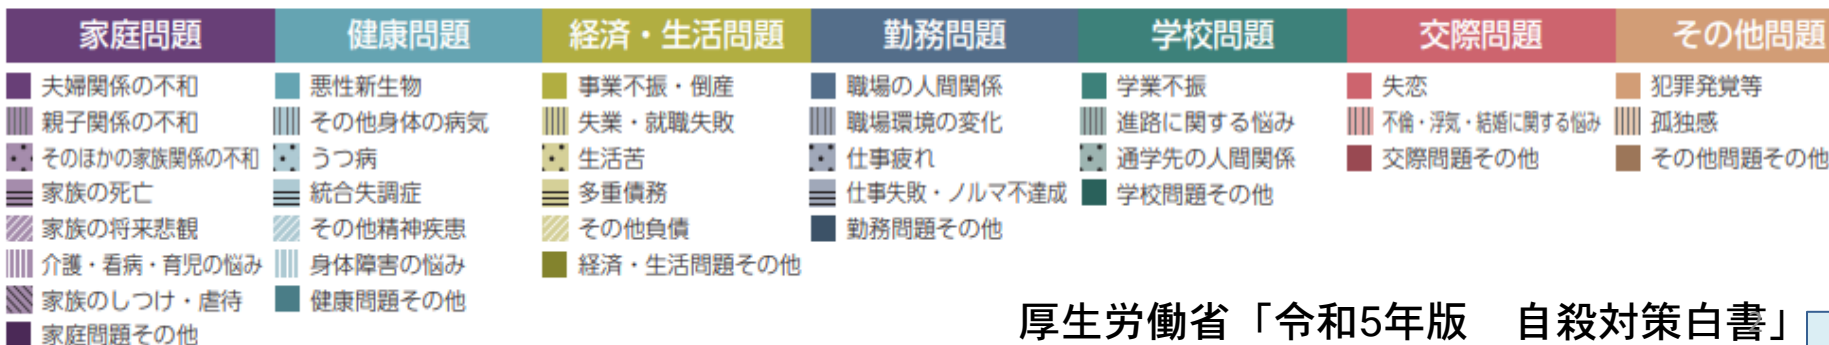 家庭問題
夫婦関係の不和
親子関係の不和
そのほかの家族関係の不和
家族の死亡
家族の将来悲観
介護・看病・育児の悩み
家族のしつけ・虐待
家庭問題その他
健康問題
悪性新生物
その他身体の病気
うつ病
統合失調症
その他精神疾患
身体障害の悩み
健康問題その他
経済・生活問題
事業不振・倒産
失業・就職失敗
生活苦
多重債務
その他負債
経済・生活問題その他
勤務問題
職場の人間関係
職場環境の変化
仕事疲れ
仕事失敗・ノルマ不達成
勤務問題その他
学校問題
学業不振
進路に関する悩み
通学先の人間関係
学校問題その他
交際問題
失恋
不倫・浮気・結婚に関する悩み
交際問題その他
その他問題
犯罪発覚等
孤独感
その他問題その他
厚生労働省「令和5年版　自殺対策白書」